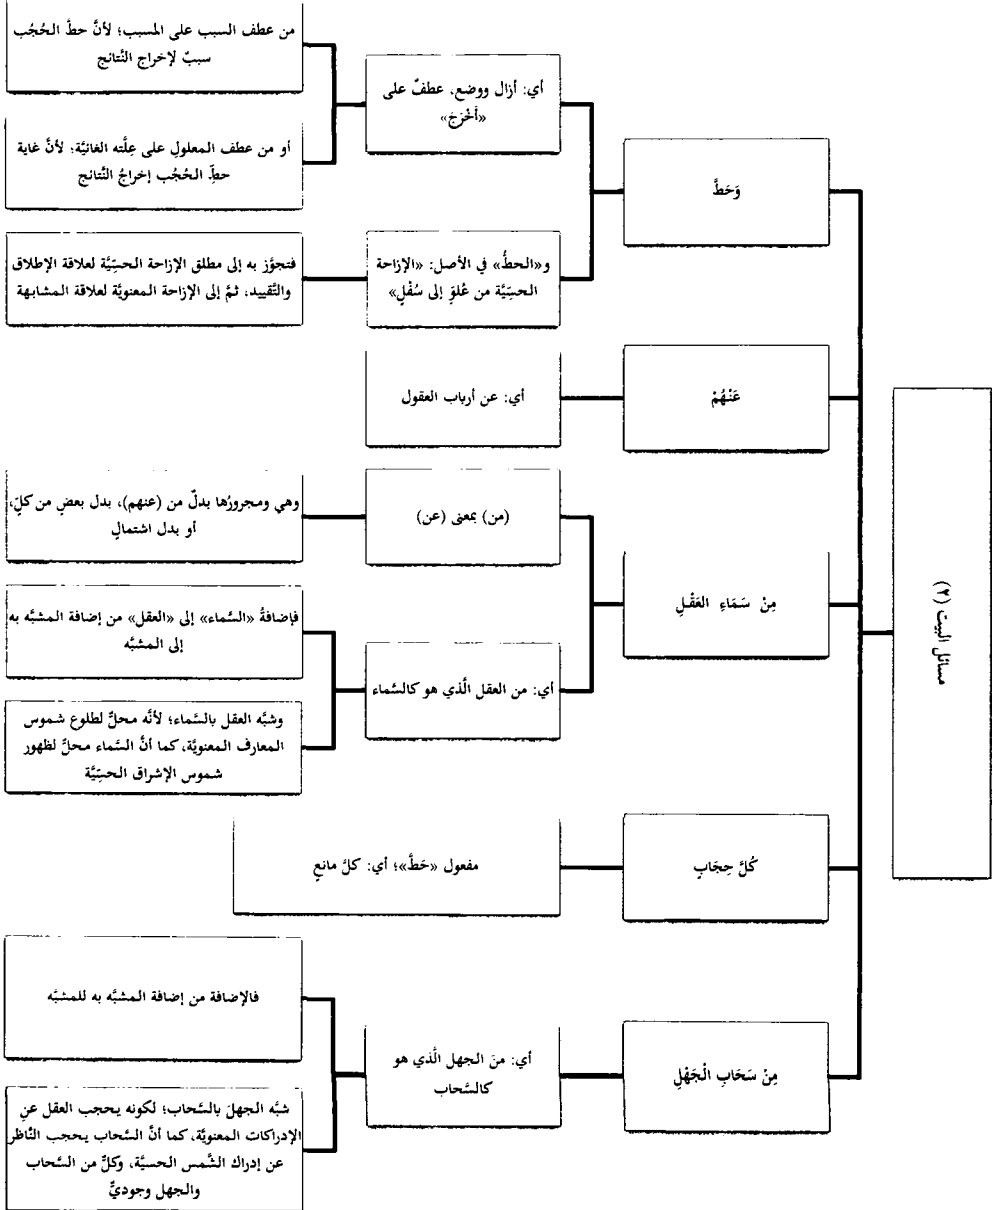 مسائل البيت (٢)
وَحَطَّ
أي: أزال ووضع، عطفٌ على
«أَخْرَجَ»
من عطف السبب على المسبب؛ لأنَّ حطَّ الحُجُب
سببٌ لإخراج النَّتائج
أو من عطف المعلولِ على عِلَّته الغائيَّة؛ لأنَّ غاية
حطِّ الحُجُب إخراجُ النَّتائج
و«الحطُّ» في الأصل: «الإزاحة
الحسِّيَّة من عُلوٍّ إلى سُفْلٍ»
فتجوَّز به إلى مطلق الإزاحة الحسِّيَّة لعلاقة الإطلاق
والتَّقييد، ثمَّ إلى الإزاحة المعنويَّة لعلاقة المشابهة
عَنْهُمْ
أي: عن أرباب العقول
مِنْ سَمَاءِ العَقْلِ
(من) بمعنى (عن)
وهي ومجرورُها بدلٌ من (عنهم)، بدل بعضٍ من كلٍّ،
أو بدل اشتمالٍ
أي: من العقل الَّذي هو كالسَّماء
فإضافةُ «السَّماء» إلى «العقل» من إضافة المشبَّه به
إلى المشبَّه
وشبَّه العقل بالسَّماء؛ لأنَّه محلٌّ لطلوع شموس
المعارف المعنويَّة، كما أنَّ السَّماء محلٌّ لظهور
شموس الإشراق الحسِّيَّة
كُلَّ حِجَابٍ
مفعول «حَطَّ»؛ أي: كلَّ مانعٍ
مِنْ سَحَابِ الْجَهْلِ
أي: منَ الجهل الَّذي هو
كالسَّحاب
فالإضافة من إضافة المشبَّه به للمشبَّه
شبَّه الجهلَ بالسَّحاب؛ لكونه يحجب العقل عنِ
الإدراكات المعنويَّة، كما أنَّ السَّحاب يحجب النَّاظر
عن إدراك الشَّمس الحسيَّة، وكلٌّ من السَّحاب
والجهل وجوديٌّ